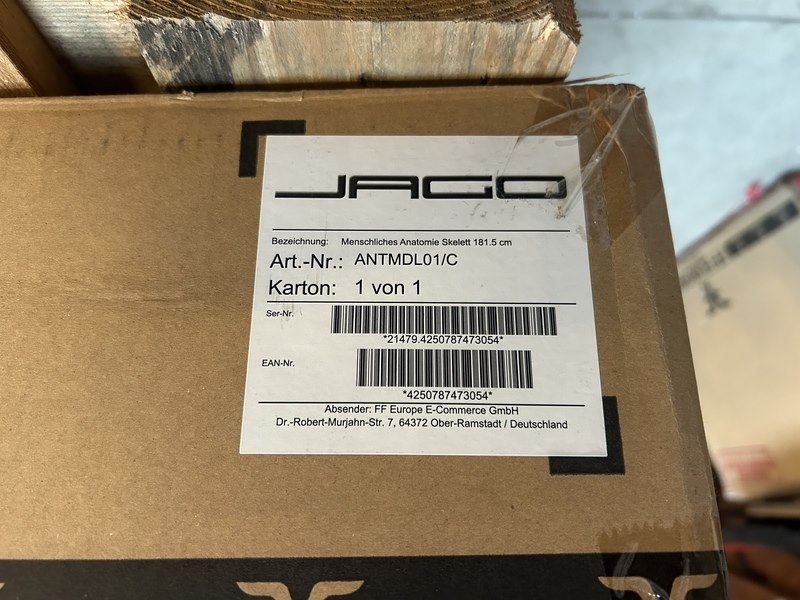 JAGO
Bezeichnung: Menschliches Anatomie Skelett 181.5 cm
Art.-Nr.: ANTMDL01/C
Karton: 1 von 1
Ser-Nr.
*21479.4250787473054*
EAN-Nr.
*4250787473054*
Absender: FF Europe E-Commerce GmbH
Dr.-Robert-Murjahn-Str. 7, 64372 Ober-Ramstadt / Deutschland